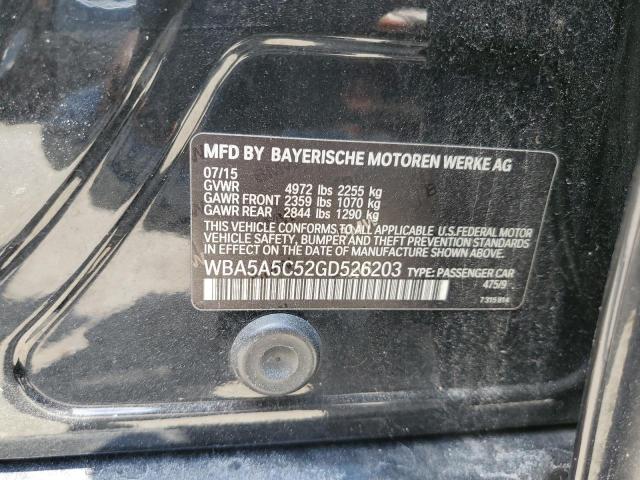 MFD BY BAYERISCHE MOTOREN WERKE AG
07/15
GVWR 4972 lbs 2255 kg
GAWR FRONT 2359 lbs 1070 kg
GAWR REAR 2844 lbs 1290 kg
THIS VEHICLE CONFORMS TO ALL APPLICABLE U.S.FEDERAL MOTOR
VEHICLE SAFETY, BUMPER AND THEFT PREVENTION STANDARDS
IN EFFECT ON THE DATE OF MANUFACTURE SHOWN ABOVE.
WBA5A5C52GD526203 TYPE: PASSENGER CAR
475/9
7315814